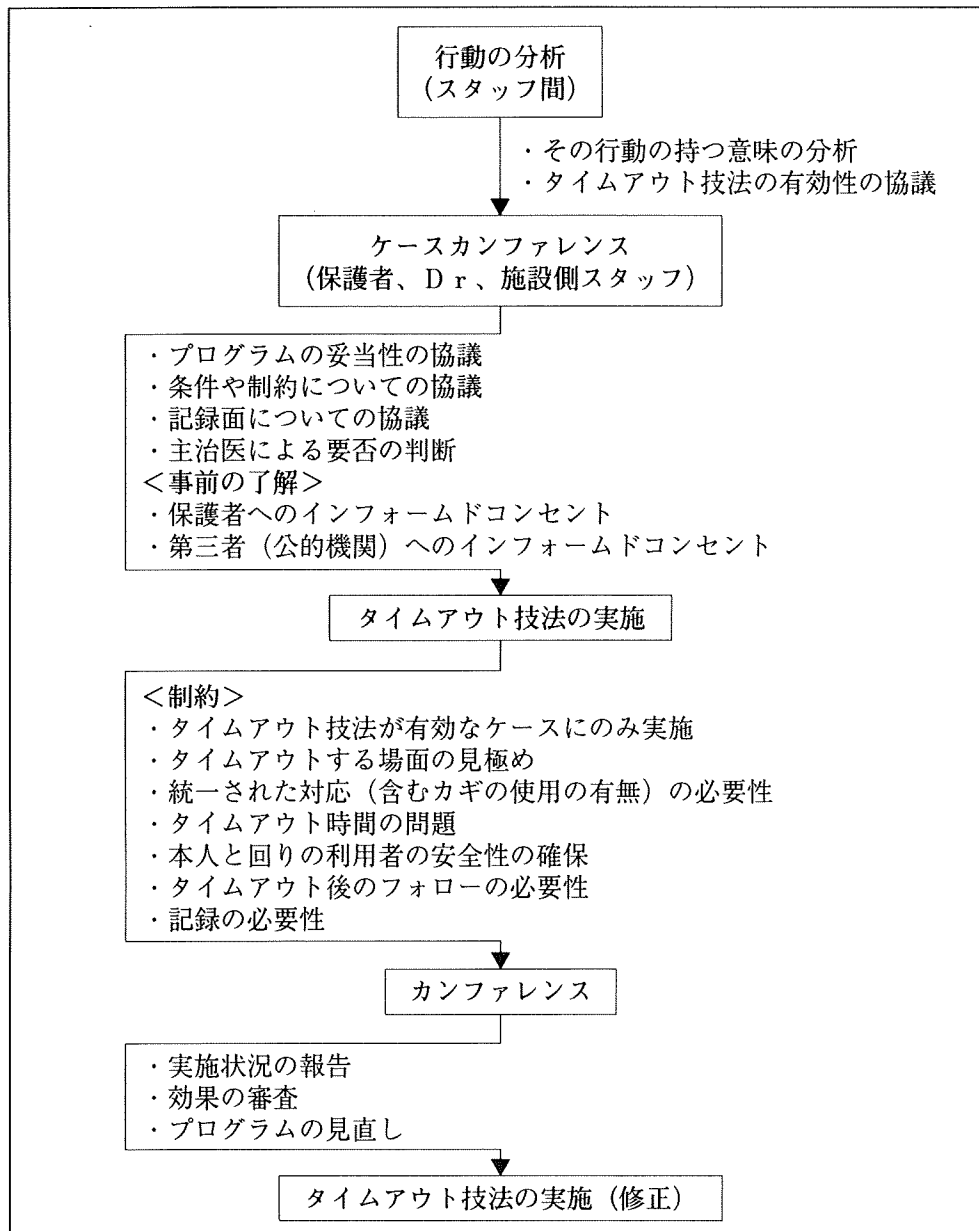 行動の分析
（スタッフ間）
・その行動の持つ意味の分析
・タイムアウト技法の有効性の協議
ケースカンファレンス
（保護者、Ｄｒ、施設側スタッフ）
・プログラムの妥当性の協議
・条件や制約についての協議
・記録面についての協議
・主治医による要否の判断
＜事前の了解＞
・保護者へのインフォームドコンセント
・第三者（公的機関）へのインフォームドコンセント
タイムアウト技法の実施
＜制約＞
・タイムアウト技法が有効なケースにのみ実施
・タイムアウトする場面の見極め
・統一された対応（含むカギの使用の有無）の必要性
・タイムアウト時間の問題
・本人と回りの利用者の安全性の確保
・タイムアウト後のフォローの必要性
・記録の必要性
カンファレンス
・実施状況の報告
・効果の審査
・プログラムの見直し
タイムアウト技法の実施（修正）